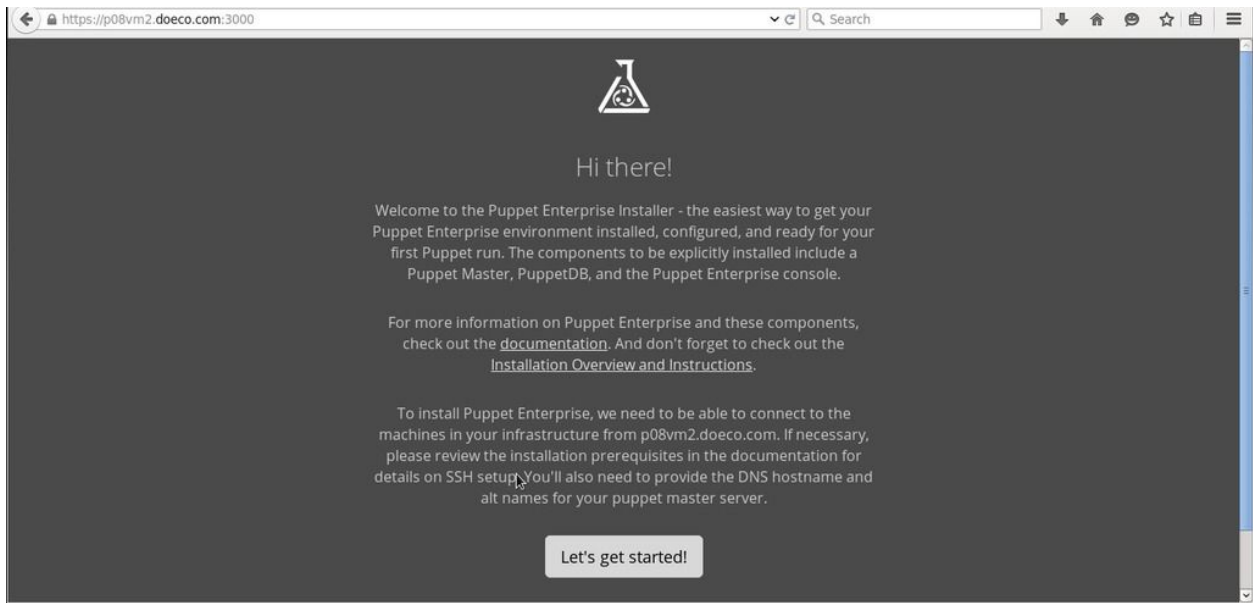 https://p08vm2.doeco.com:3000
Search
Hi there!
Welcome to the Puppet Enterprise Installer - the easiest way to get your
Puppet Enterprise environment installed, configured, and ready for your
first Puppet run. The components to be explicitly installed include a
Puppet Master, PuppetDB, and the Puppet Enterprise console.
For more information on Puppet Enterprise and these components,
check out the documentation. And don't forget to check out the
Installation Overview and Instructions.
To install Puppet Enterprise, we need to be able to connect to the
machines in your infrastructure from p08vm2.doeco.com. If necessary,
please review the installation prerequisites in the documentation for
details on SSH setup. You'll also need to provide the DNS hostname and
alt names for your puppet master server.
Let's get started!